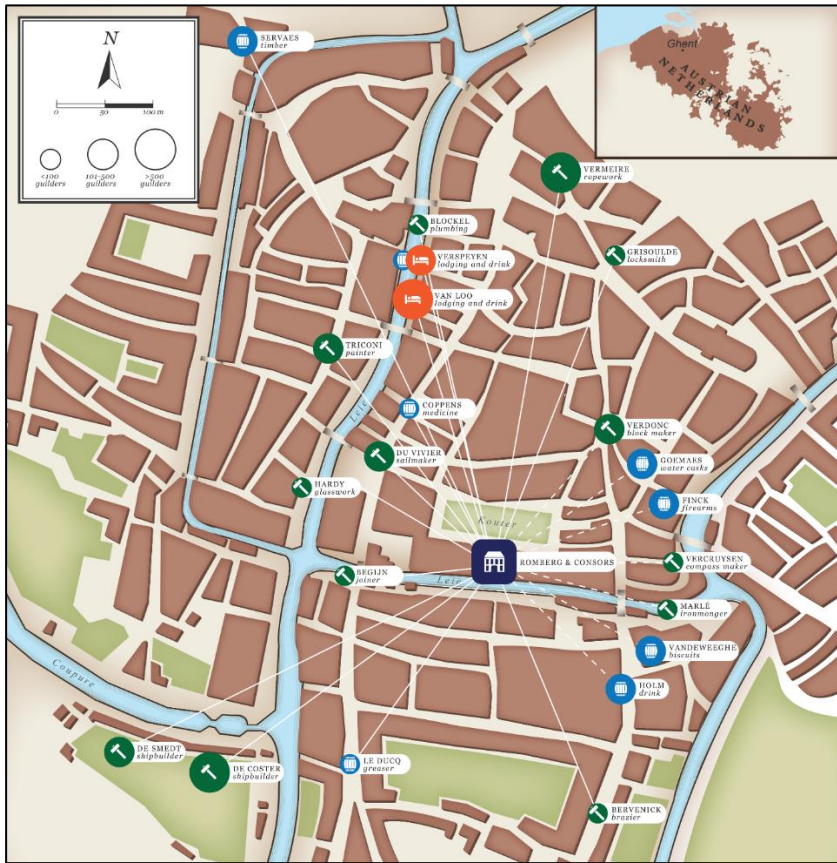 N
0 50 100 m
<100
guilders
101-500
guilders
>500
guilders
Ghent
AUSTRIAN
NETHERLANDS
SERVAES
timber
VERMEIRE
ropework
BLOCKEL
plumbing
VERSPEYEN
lodging and drink
GRISOULDE
locksmith
VAN LOO
lodging and drink
TRICONI
painter
Leie
COPPENS
medicine
VERDONC
block maker
DU VIVIER
sailmaker
GOEMAES
water casks
HARDY
glasswork
FINCK
firearms
Kouter
ROMBERG & CONSORS
VERCRUYSEN
compass maker
BEGIJN
joiner
Leie
MARLÉ
ironmonger
VANDEWEEGHE
biscuits
HOLM
drink
Coupure
DE SMEDT
shipbuilder
DE COSTER
shipbuilder
LE DUCQ
greaser
BERVENICK
brazier